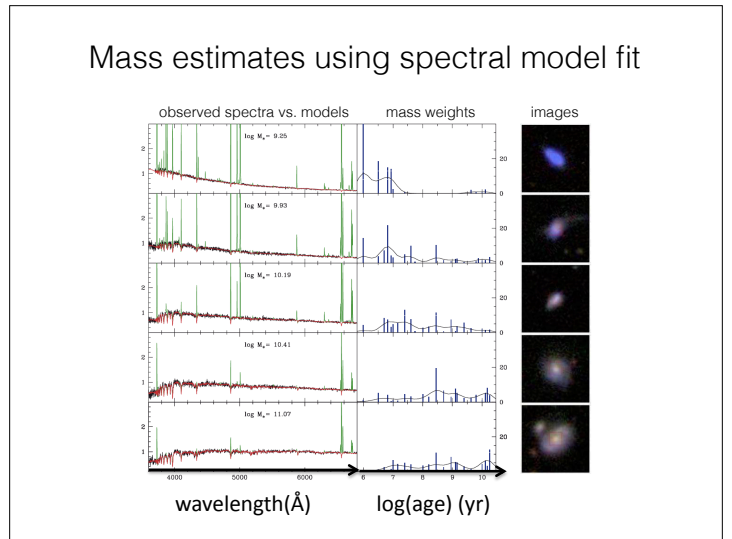 Mass estimates using spectral model fit
observed spectra vs. models mass weights images
log M*= 9.25
2
1
20
0
log M*= 9.93
2
1
20
0
log M*= 10.19
2
1
20
0
log M*= 10.41
2
1
20
0
log M*= 11.07
2
1
20
4000 5000 6000 6 7 8 9 10
wavelength(Å) log(age) (yr)